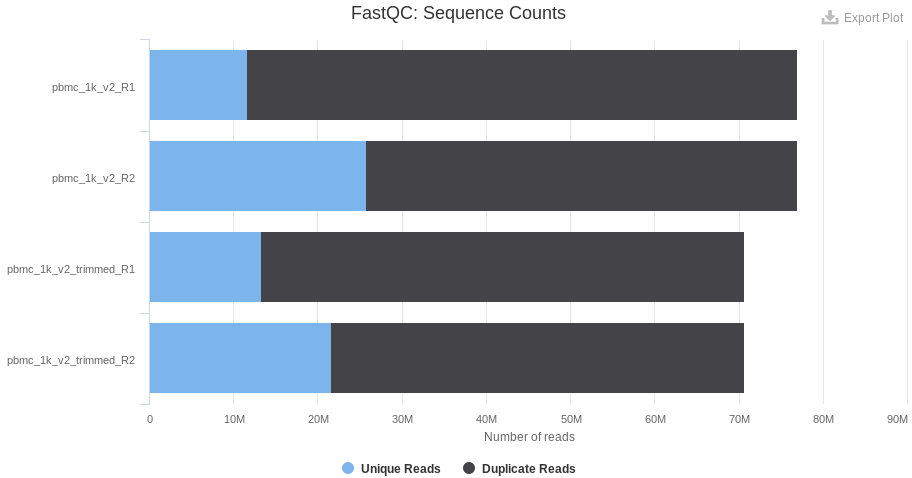 FastQC: Sequence Counts
Export Plot
pbmc_1k_v2_R1
pbmc_1k_v2_R2
pbmc_1k_v2_trimmed_R1
pbmc_1k_v2_trimmed_R2
0 10M 20M 30M 40M 50M 60M 70M 80M 90M
Number of reads
Unique Reads Duplicate Reads